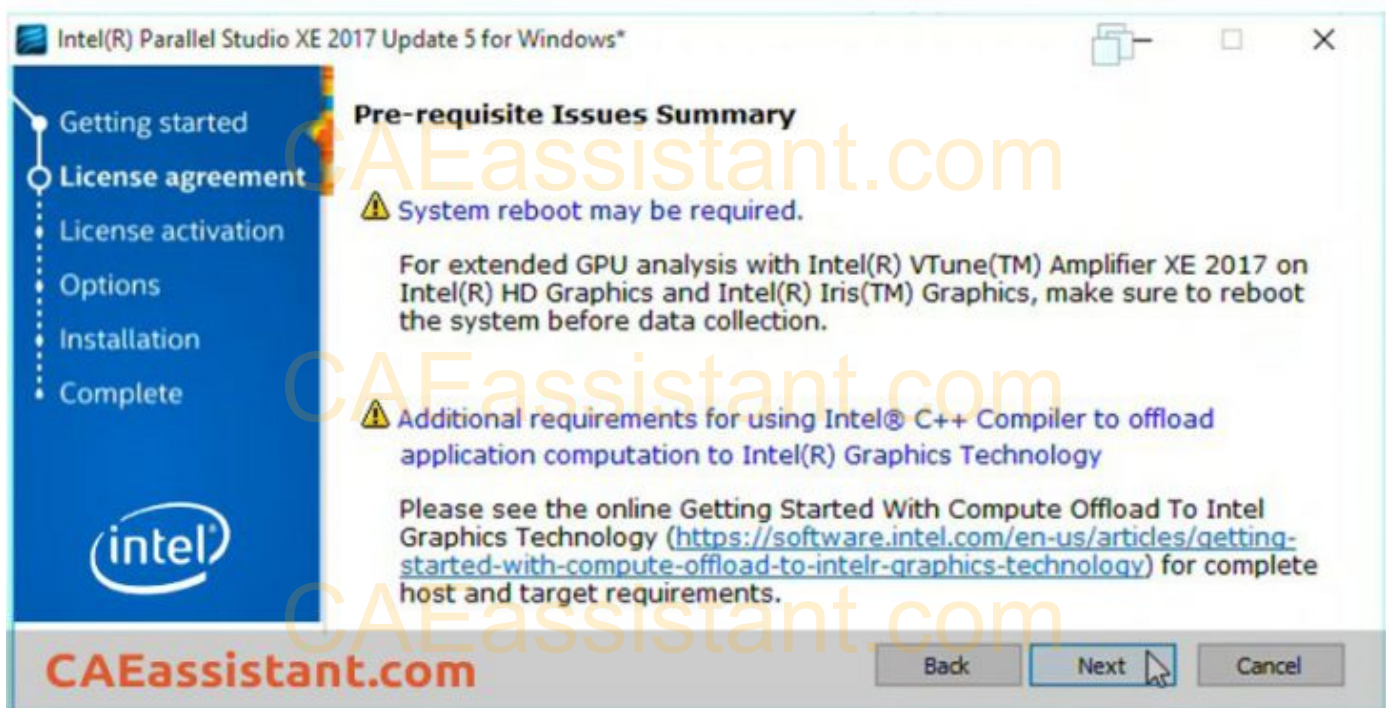 Intel(R) Parallel Studio XE 2017 Update 5 for Windows*
Getting started
License agreement
License activation
Options
Installation
Complete
intel
Pre-requisite Issues Summary
System reboot may be required.
For extended GPU analysis with Intel(R) VTune(TM) Amplifier XE 2017 on
Intel(R) HD Graphics and Intel(R) Iris(TM) Graphics, make sure to reboot
the system before data collection.
Additional requirements for using Intel® C++ Compiler to offload
application computation to Intel(R) Graphics Technology
Please see the online Getting Started With Compute Offload To Intel
Graphics Technology (https://software.intel.com/en-us/articles/getting-
started-with-compute-offload-to-intelr-graphics-technology) for complete
host and target requirements.
CAEassistant.com
CAEassistant.com
CAEassistant.com
CAEassistant.com
Back
Next
Cancel